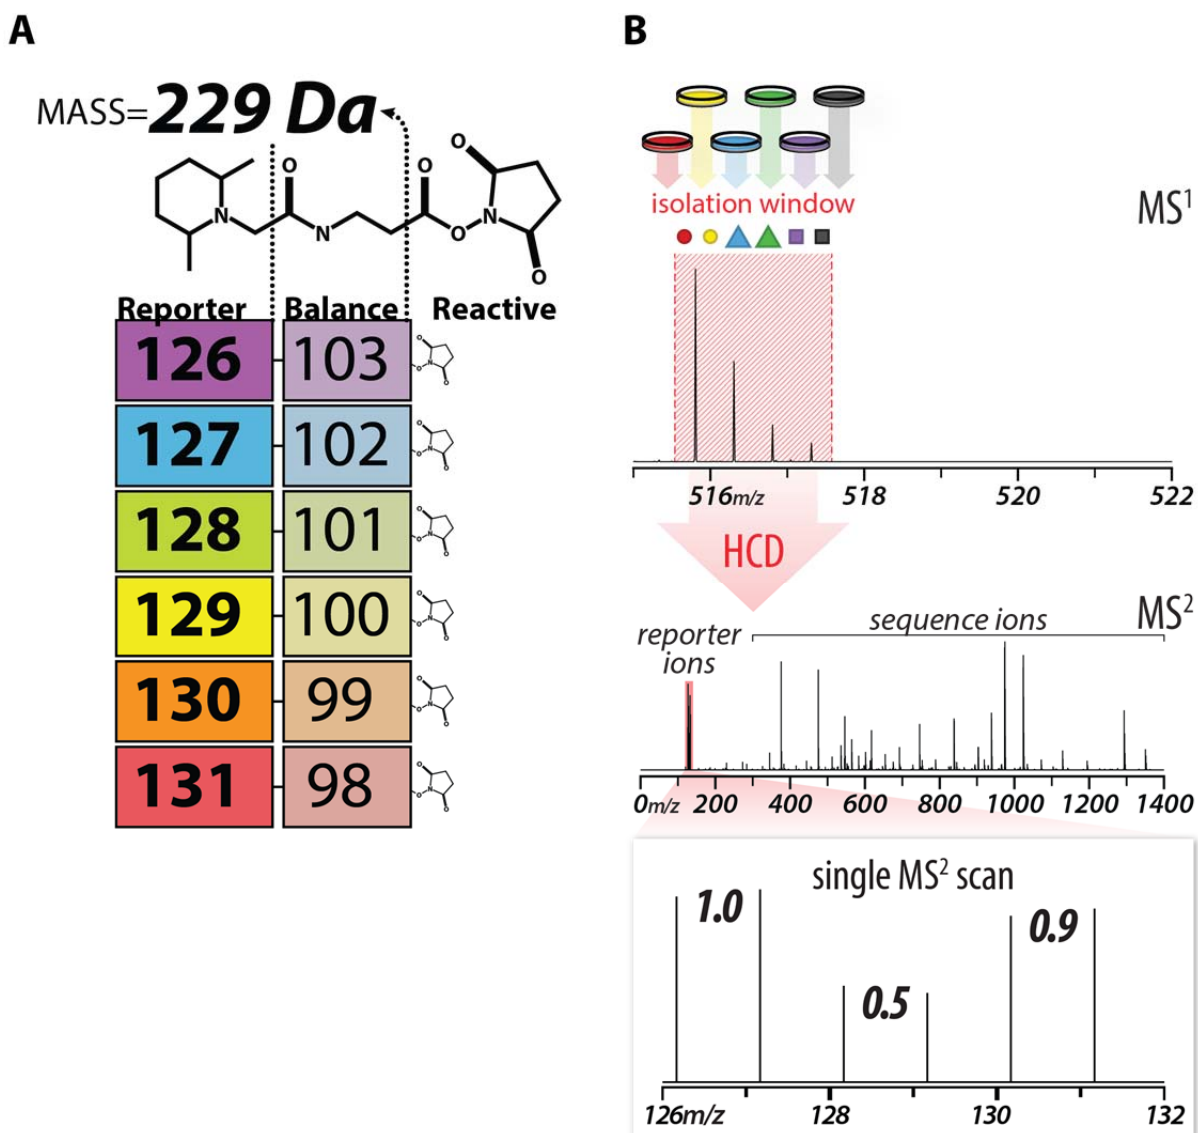 A
MASS=229 Da
O
O
O
N
N
O
N
O
Reporter
Balance
Reactive
126
103
127
102
128
101
129
100
130
99
131
98
B
isolation window
MS¹
516m/z
518
520
522
HCD
MS²
reporter
ions
sequence ions
0m/z
200
400
600
800
1000
1200
1400
single MS² scan
1.0
0.5
0.9
126m/z
128
130
132